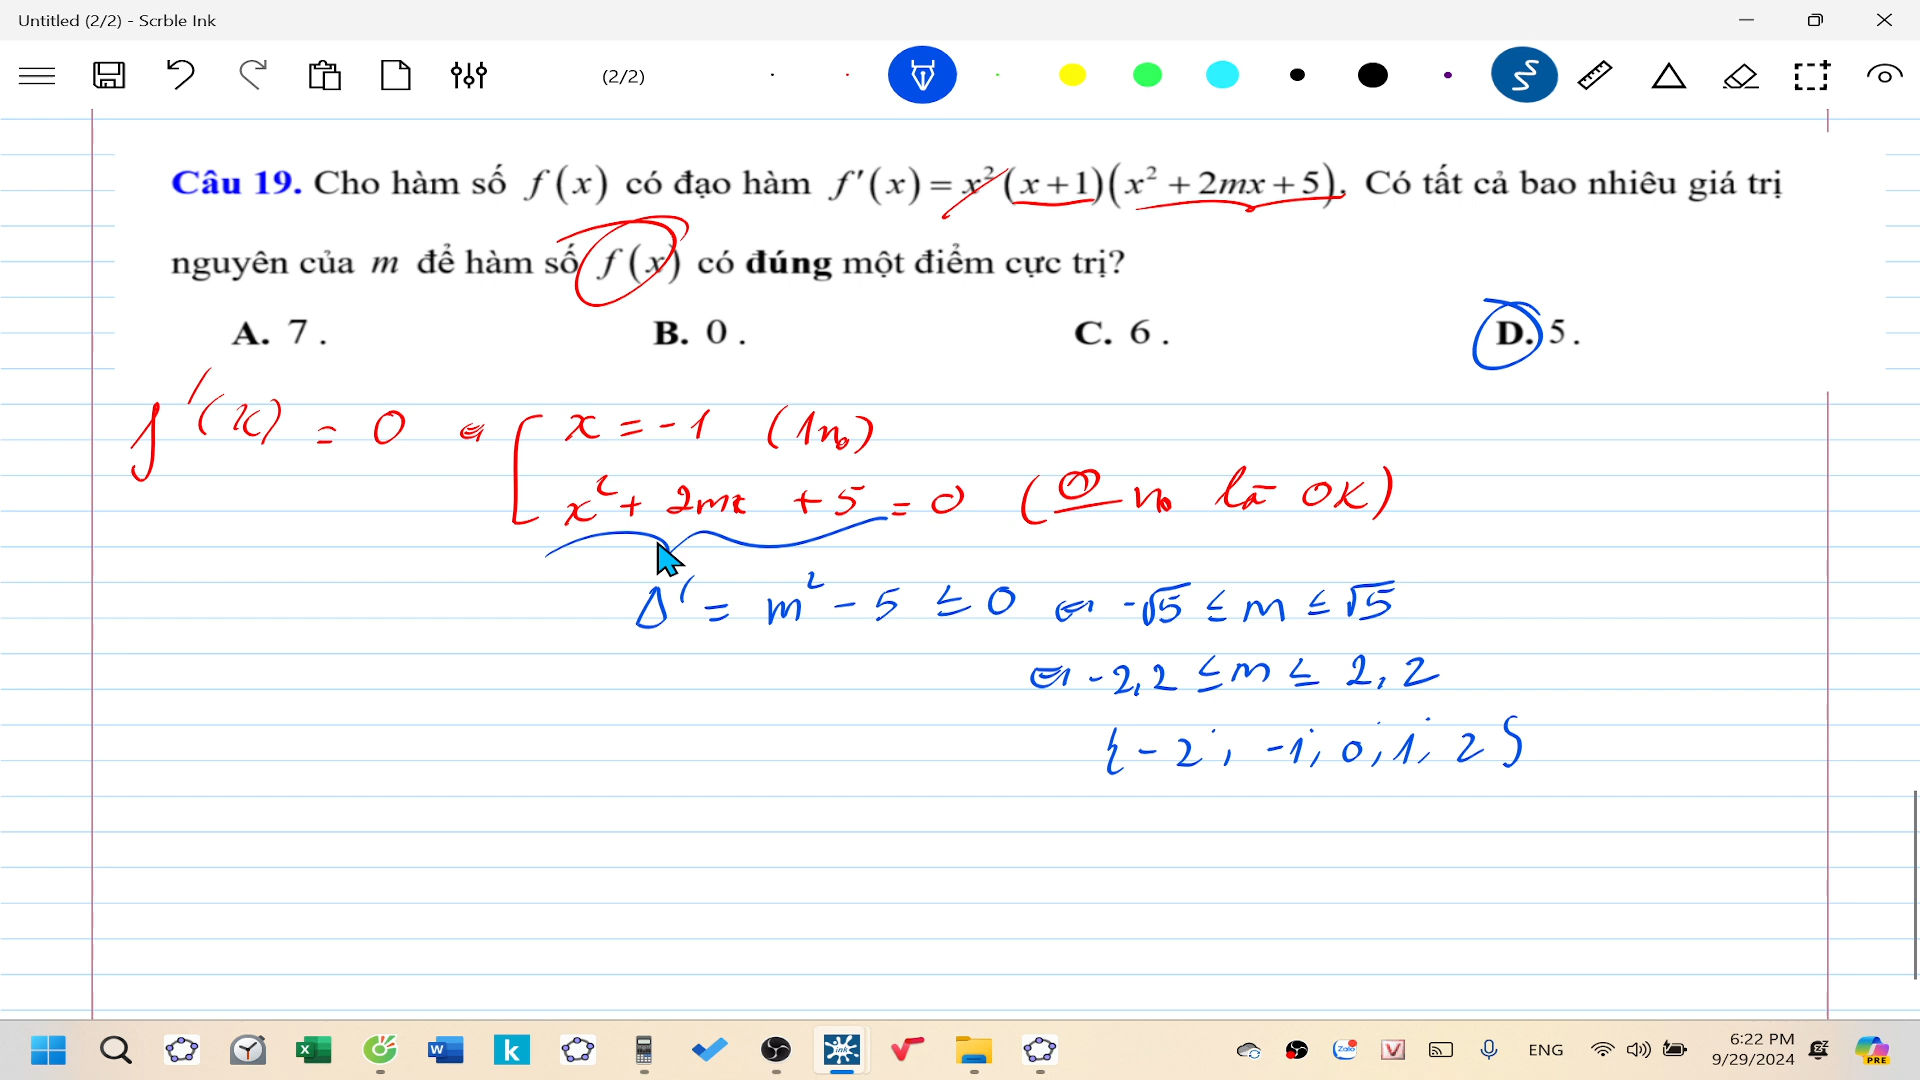 Untitled (2/2) - Scrble Ink
(2/2)
Câu 19. Cho hàm số f(x) có đạo hàm f′(x) = x²(x+1)(x²+2mx+5). Có tất cả bao nhiêu giá trị
nguyên của m để hàm số f(x) có đúng một điểm cực trị?
A. 7. B. 0. C. 6. D. 5.
f′(x) = 0 ⇔ [ x = -1 (1n₀)
x² + 2mx + 5 = 0 (① n₀ là OK)
Δ′ = m² - 5 ≤ 0 ⇔ -√5 ≤ m ≤ √5
⇔ -2,2 ≤ m ≤ 2,2
{-2; -1; 0; 1; 2}
ENG
6:22 PM
9/29/2024